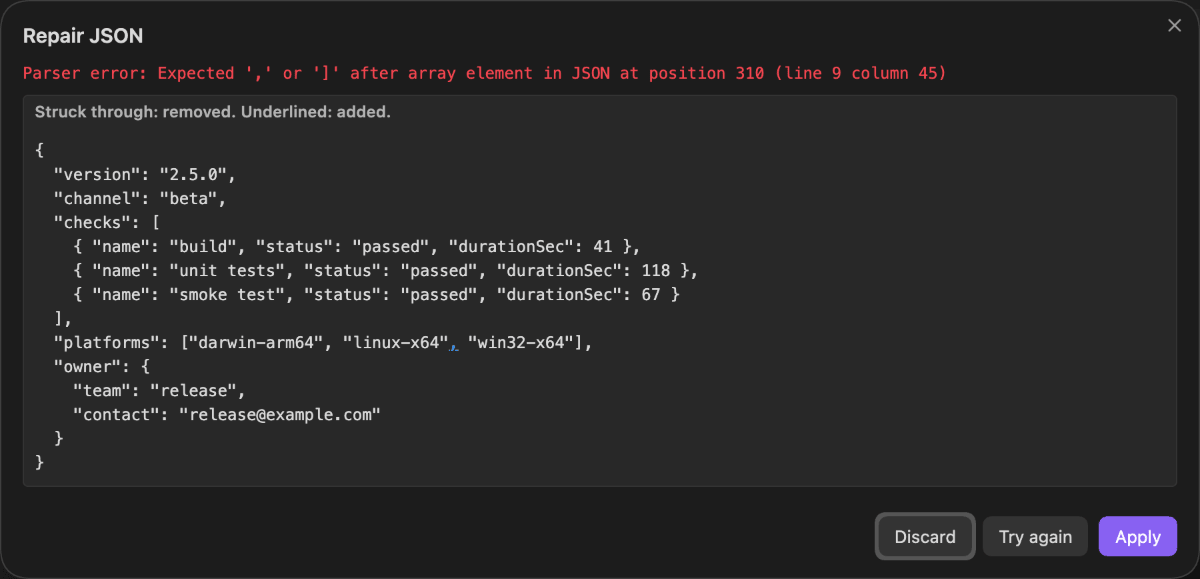 Repair JSON
Parser error: Expected ',' or ']' after array element in JSON at position 310 (line 9 column 45)
Struck through: removed. Underlined: added.
{
  "version": "2.5.0",
  "channel": "beta",
  "checks": [
    { "name": "build", "status": "passed", "durationSec": 41 },
    { "name": "unit tests", "status": "passed", "durationSec": 118 },
    { "name": "smoke test", "status": "passed", "durationSec": 67 }
  ],
  "platforms": ["darwin-arm64", "linux-x64", "win32-x64"],
  "owner": {
    "team": "release",
    "contact": "release@example.com"
  }
}
Discard Try again Apply